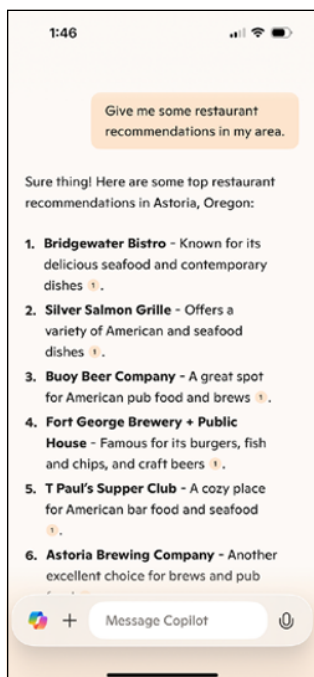 1:46
Give me some restaurant
recommendations in my area.
Sure thing! Here are some top restaurant
recommendations in Astoria, Oregon:
1. Bridgewater Bistro - Known for its
delicious seafood and contemporary
dishes 1.
2. Silver Salmon Grille - Offers a
variety of American and seafood
dishes 1.
3. Buoy Beer Company - A great spot
for American pub food and brews 1.
4. Fort George Brewery + Public
House - Famous for its burgers, fish
and chips, and craft beers 1.
5. T Paul's Supper Club - A cozy place
for American bar food and seafood
1.
6. Astoria Brewing Company - Another
excellent choice for brews and pub
Message Copilot